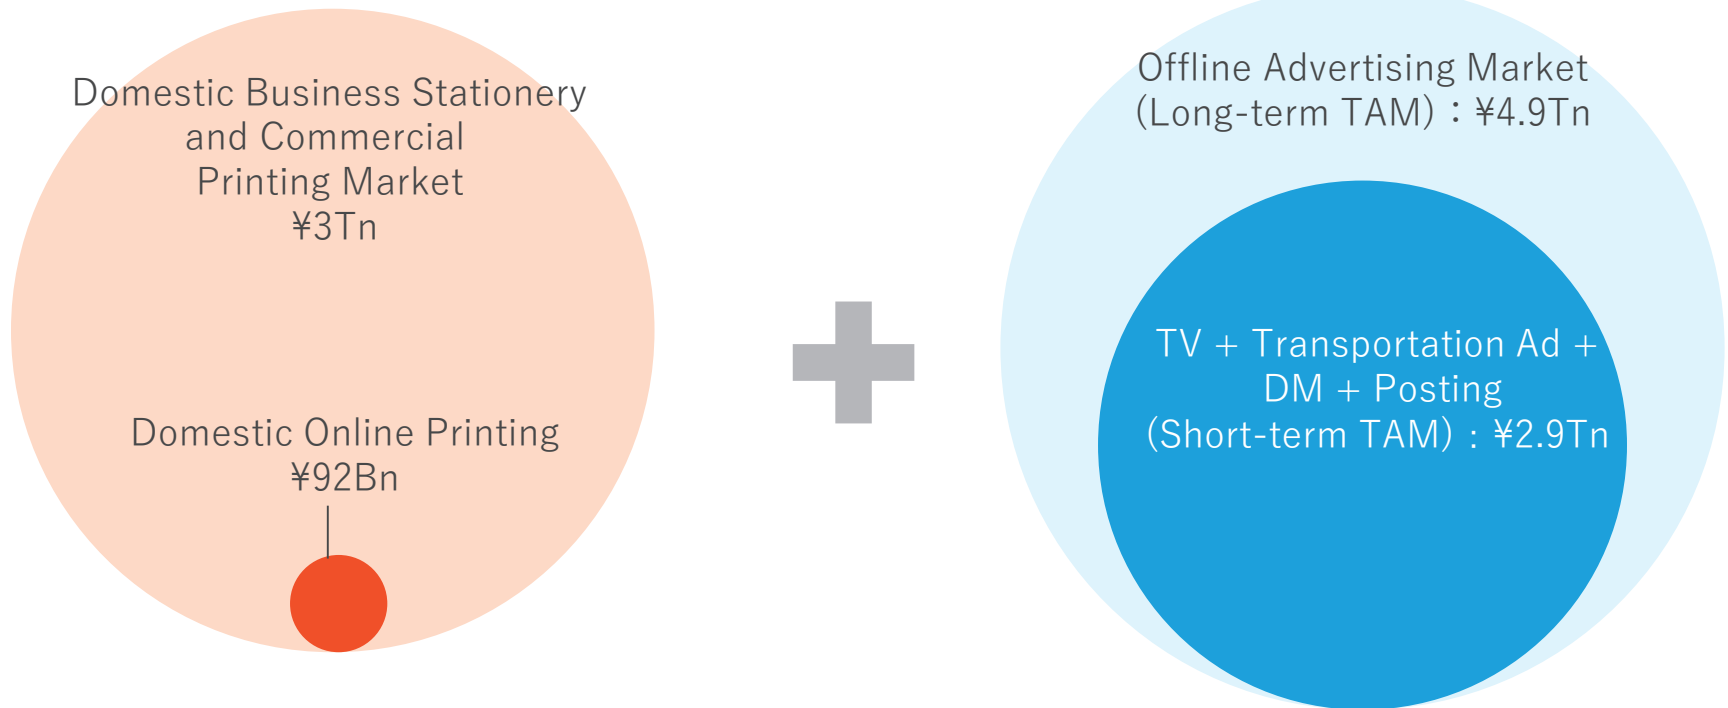 Domestic Business Stationery
and Commercial
Printing Market
¥3Tn
Domestic Online Printing
¥92Bn
Offline Advertising Market
(Long-term TAM)：¥4.9Tn
TV + Transportation Ad +
DM + Posting
(Short-term TAM) : ¥2.9Tn